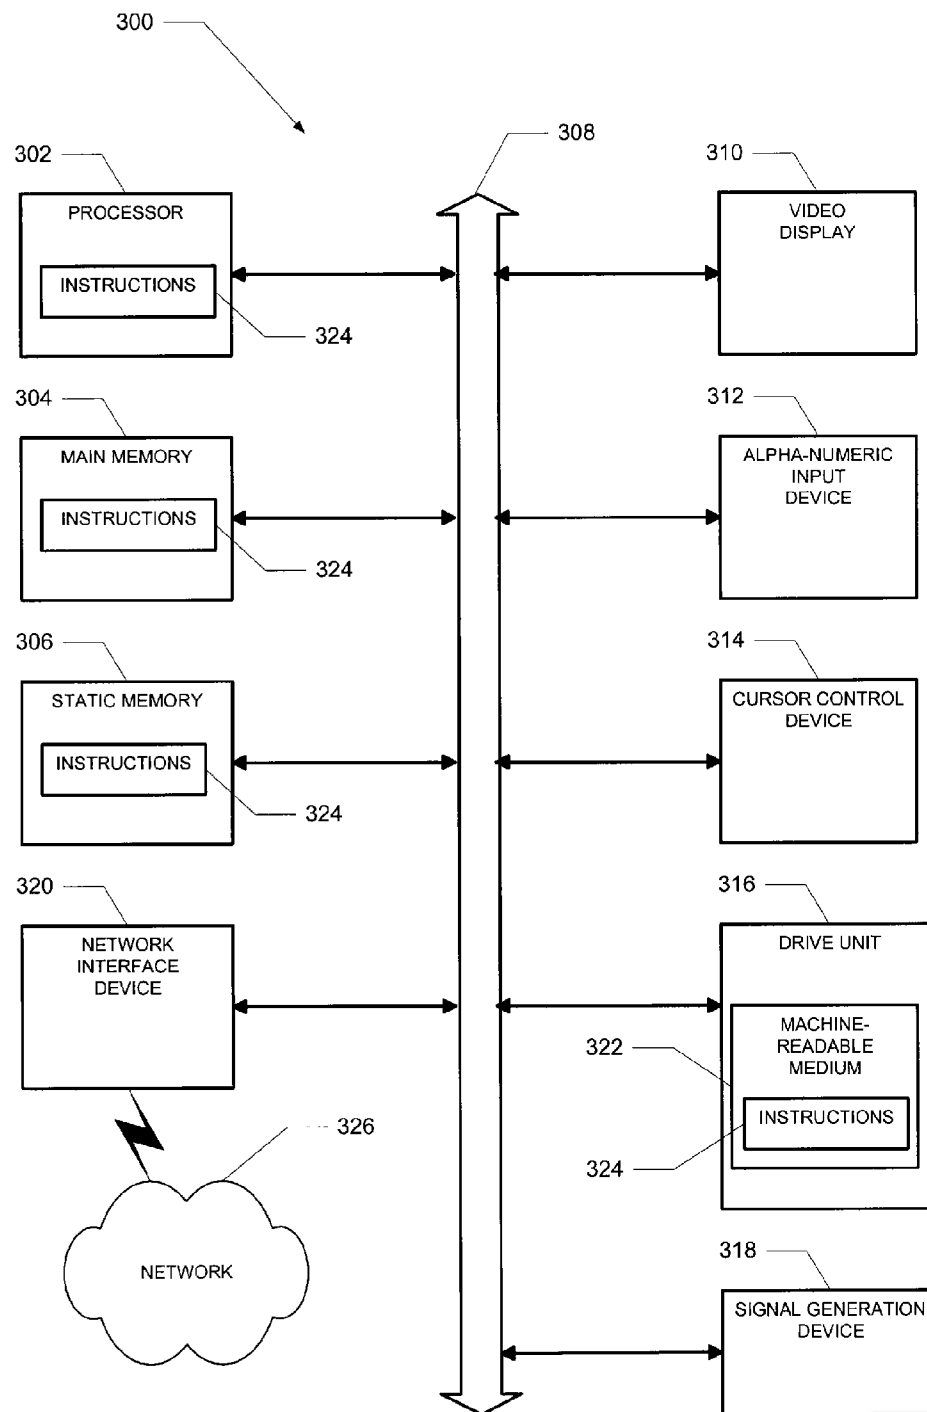 300
308
302
PROCESSOR
INSTRUCTIONS
324
310
VIDEO
DISPLAY
304
MAIN MEMORY
INSTRUCTIONS
324
312
ALPHA-NUMERIC
INPUT
DEVICE
306
STATIC MEMORY
INSTRUCTIONS
324
314
CURSOR CONTROL
DEVICE
320
NETWORK
INTERFACE
DEVICE
316
DRIVE UNIT
322
MACHINE-
READABLE
MEDIUM
INSTRUCTIONS
324
326
NETWORK
318
SIGNAL GENERATION
DEVICE